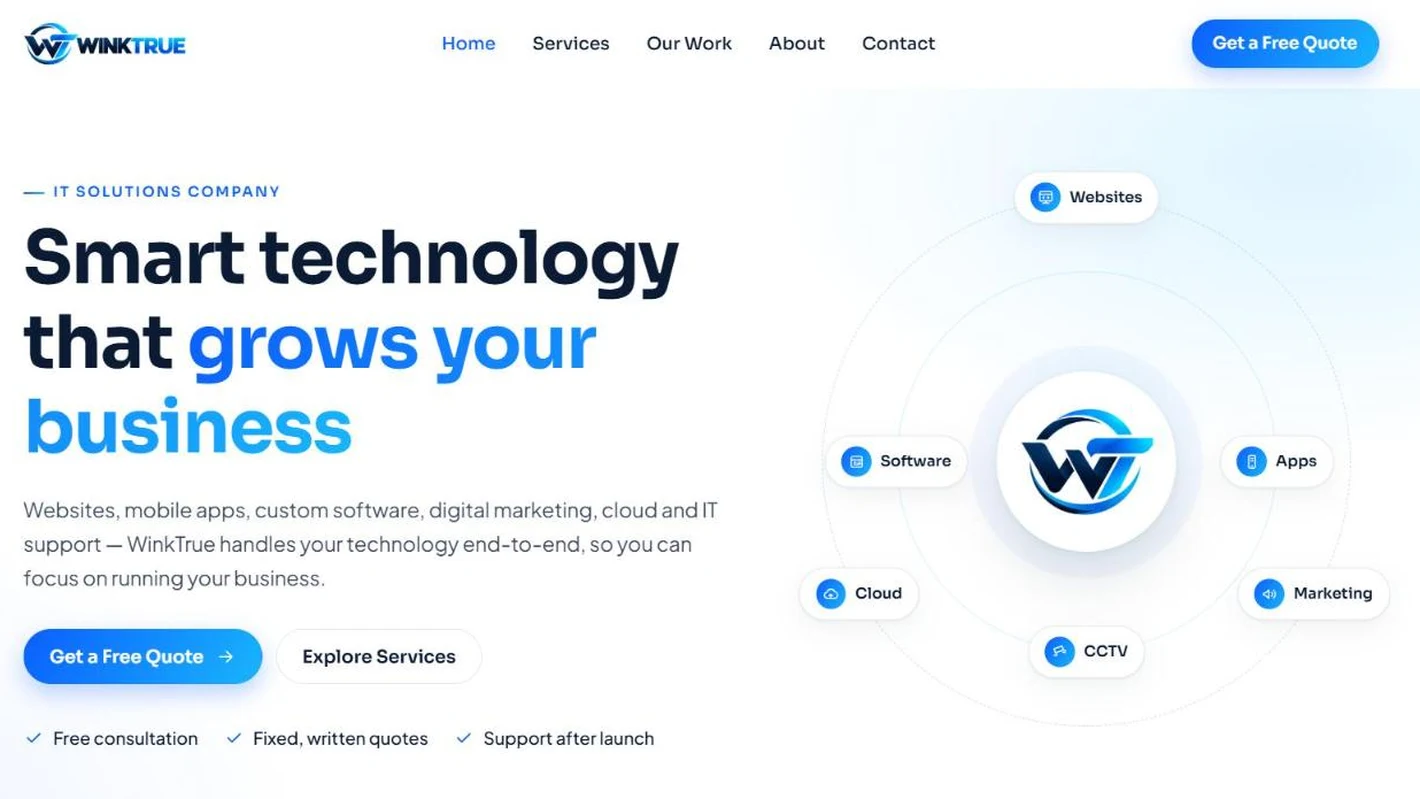 WINKTRUE
Home
Services
Our Work
About
Contact
Get a Free Quote
IT SOLUTIONS COMPANY
Smart technology
that grows your
business
Websites, mobile apps, custom software, digital marketing, cloud and IT
support — WinkTrue handles your technology end-to-end, so you can
focus on running your business.
Get a Free Quote →
Explore Services
Free consultation
Fixed, written quotes
Support after launch
Websites
Software
WT
Apps
Cloud
Marketing
CCTV